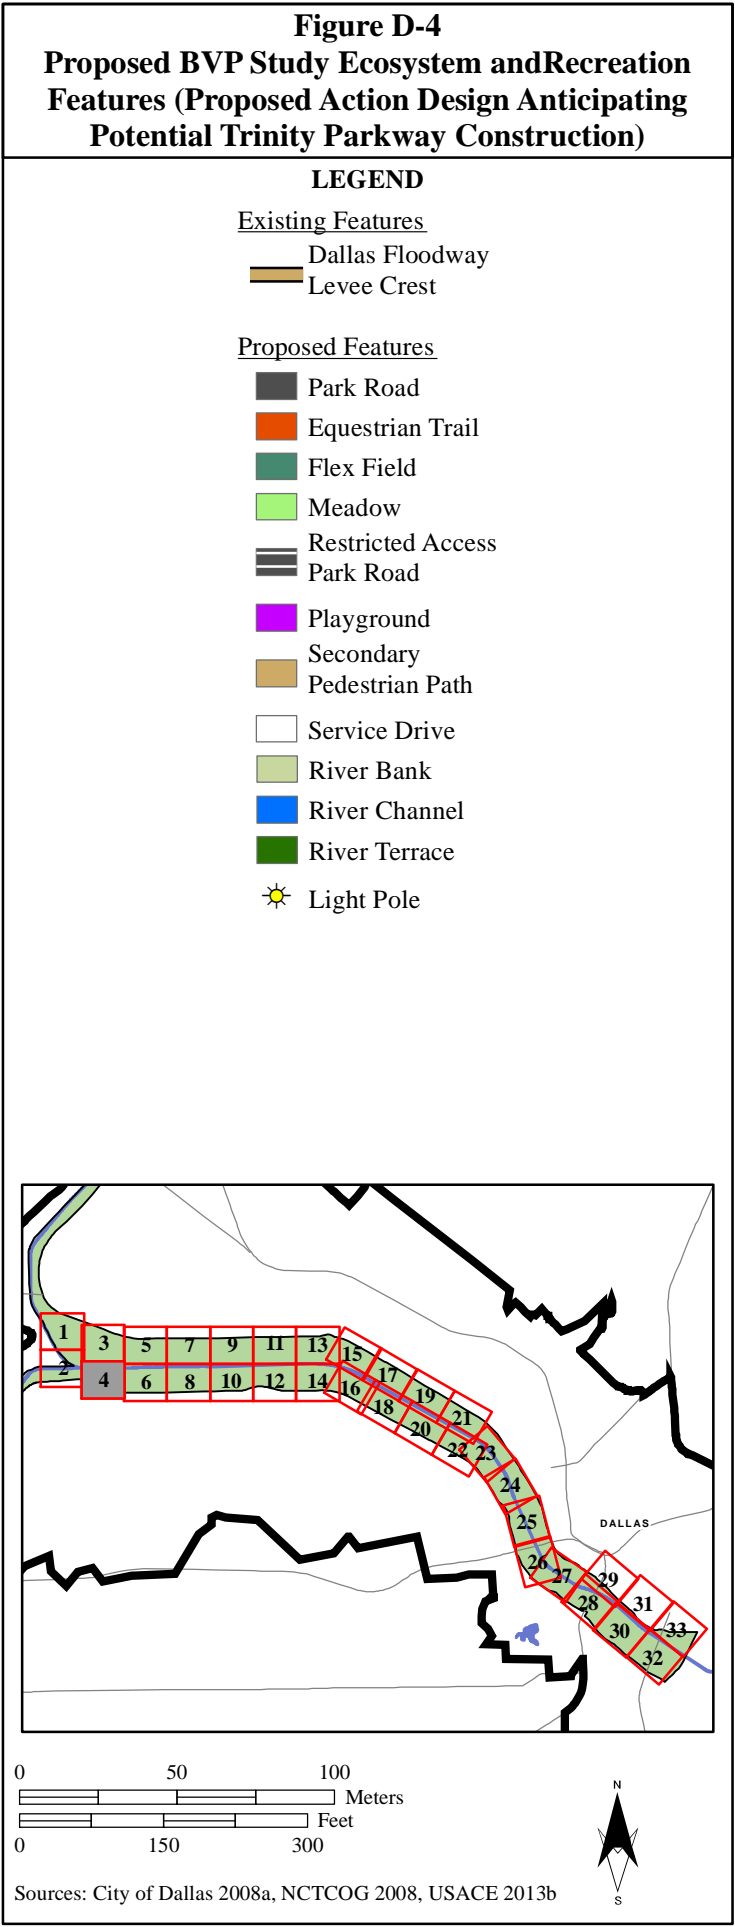 Figure D-4
Proposed BVP Study Ecosystem andRecreation
Features (Proposed Action Design Anticipating
Potential Trinity Parkway Construction)
LEGEND
Existing Features
Dallas Floodway
Levee Crest
Proposed Features
Park Road
Equestrian Trail
Flex Field
Meadow
Restricted Access
Park Road
Playground
Secondary
Pedestrian Path
Service Drive
River Bank
River Channel
River Terrace
Light Pole
1
3
5
7
9
11
13
15
2
4
6
8
10
12
14
16
17
18
19
20
21
22
23
24
25
DALLAS
26
27
28
29
30
31
32
33
0 50 100
Meters
Feet
0 150 300
N
S
Sources: City of Dallas 2008a, NCTCOG 2008, USACE 2013b